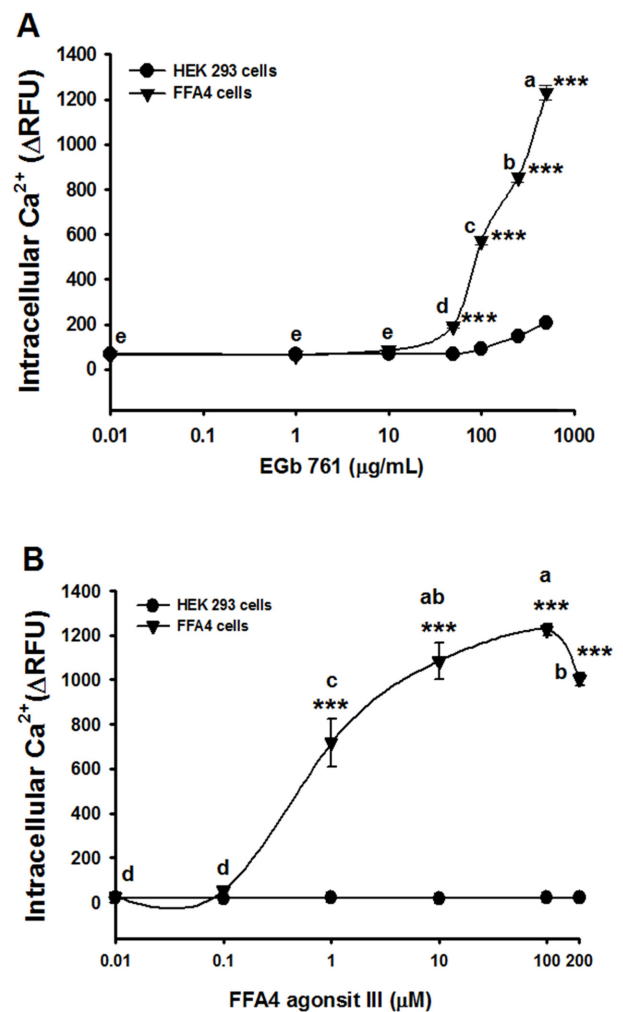 A
1400
1200
1000
800
600
400
200
0
Intracellular Ca2+ (ΔRFU)
HEK 293 cells
FFA4 cells
a ***
b ***
c ***
d ***
e e e
0.01 0.1 1 10 100 1000
EGb 761 (μg/mL)
B
1400
1200
1000
800
600
400
200
0
Intracellular Ca2+(ΔRFU)
HEK 293 cells
FFA4 cells
a
ab ***
*** ***
c b
***
d d
0.01 0.1 1 10 100 200
FFA4 agonsit III (μM)